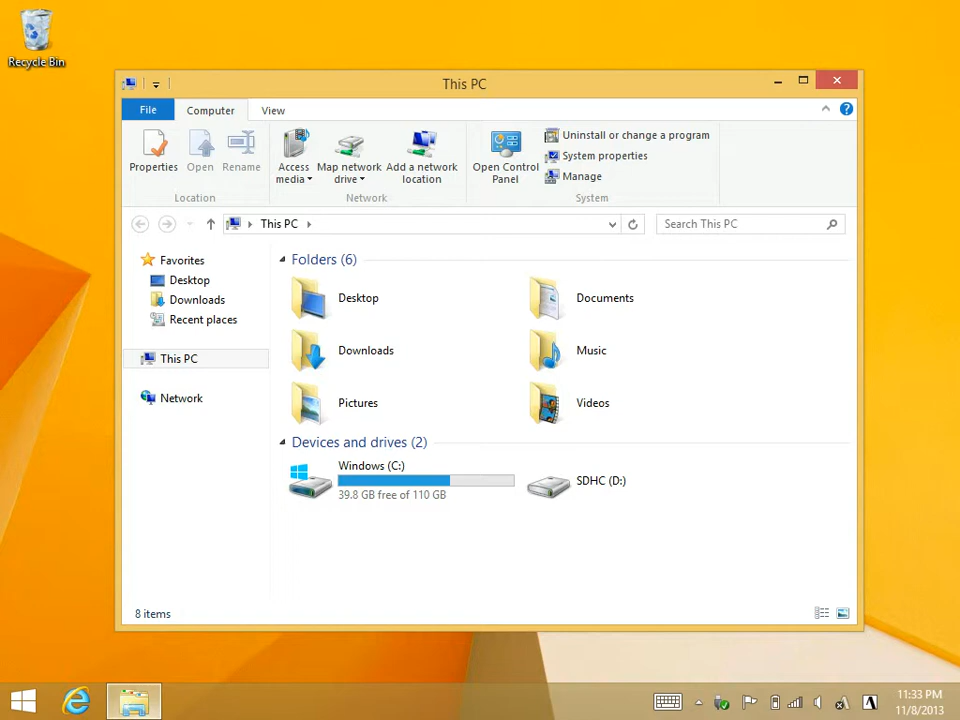 Recycle Bin
This PC
File
Computer
View
Properties
Open
Rename
Access media
Map network drive
Add a network location
Open Control Panel
Uninstall or change a program
System properties
Manage
Location
Network
System
This PC
Search This PC
Favorites
Desktop
Downloads
Recent places
This PC
Network
Folders (6)
Desktop
Documents
Downloads
Music
Pictures
Videos
Devices and drives (2)
Windows (C:)
39.8 GB free of 110 GB
SDHC (D:)
8 items
A
11:33 PM
11/8/2013